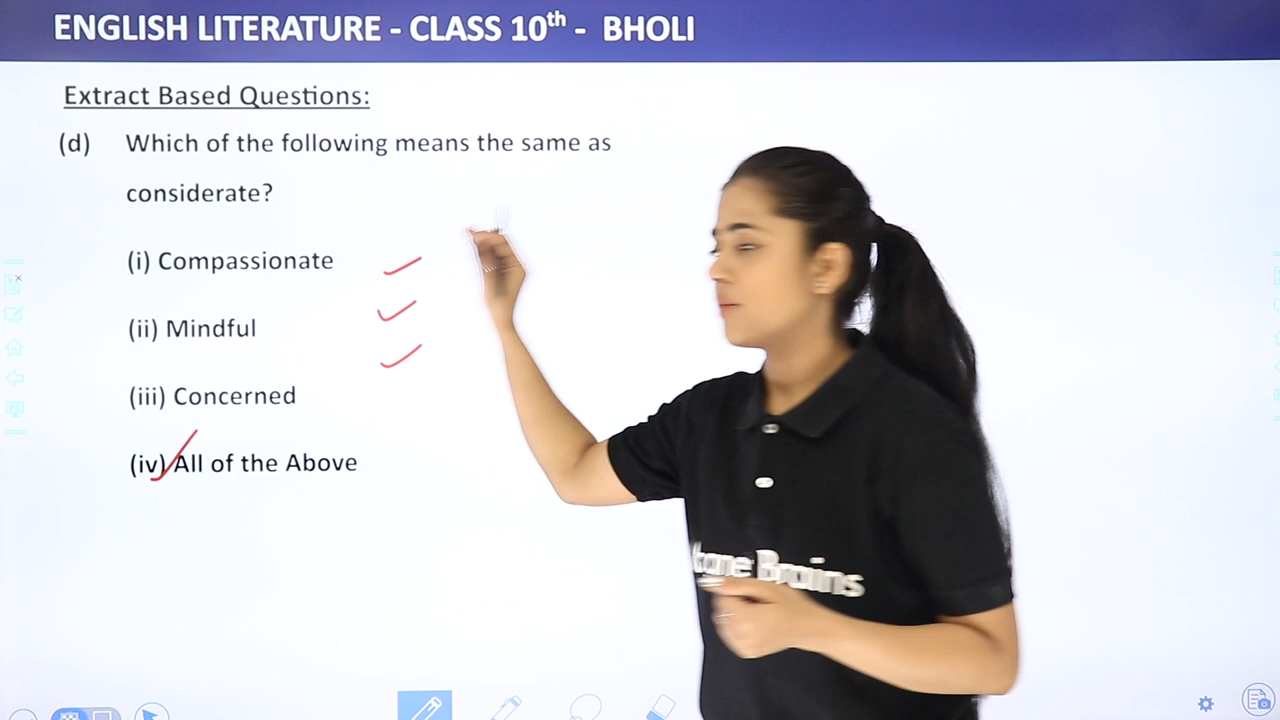 ENGLISH LITERATURE - CLASS 10th - BHOLI
Extract Based Questions:
(d) Which of the following means the same as
considerate?
(i) Compassionate
(ii) Mindful
(iii) Concerned
(iv) All of the Above
Brains